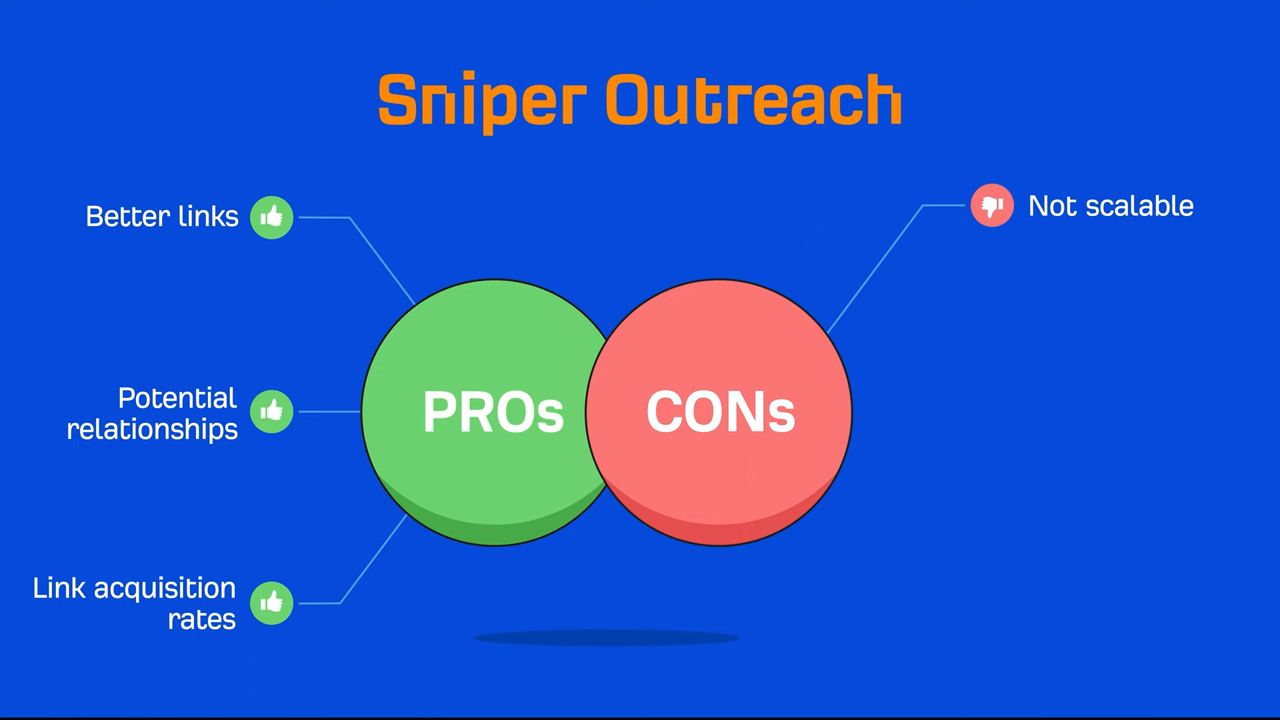 Sniper Outreach
Better links
Not scalable
Potential
relationships
PROs
CONs
Link acquisition
rates